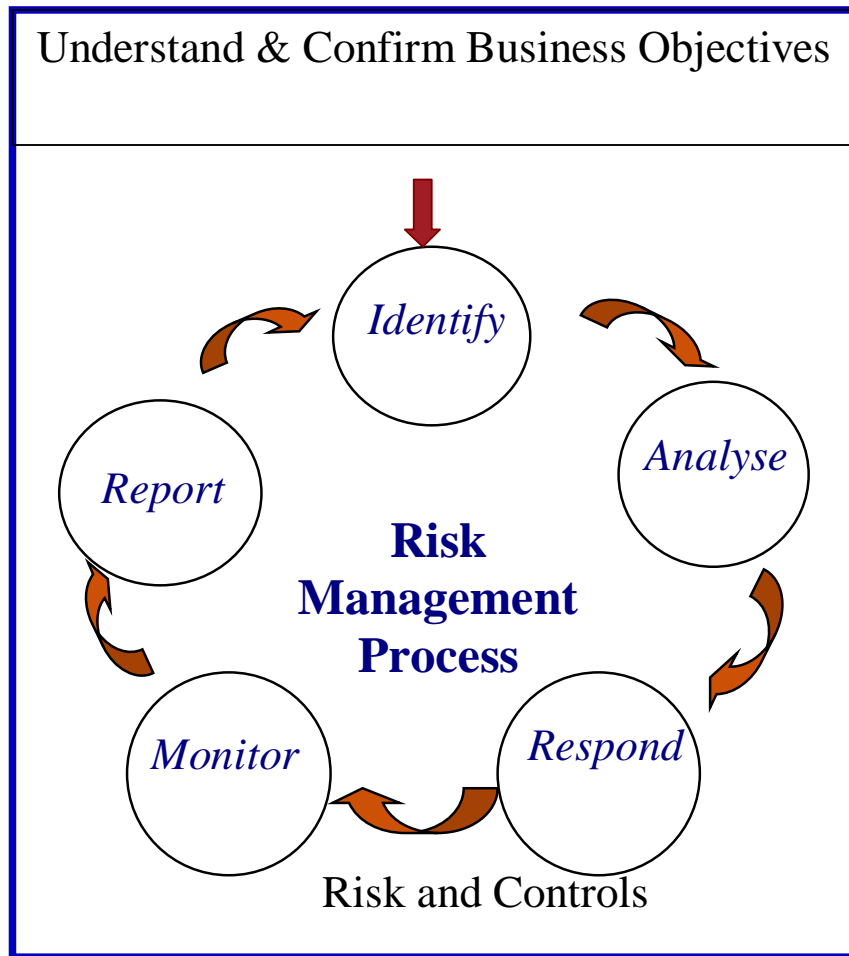 Understand & Confirm Business Objectives
Identify
Analyse
Report
Risk
Management
Process
Respond
Monitor
Risk and Controls